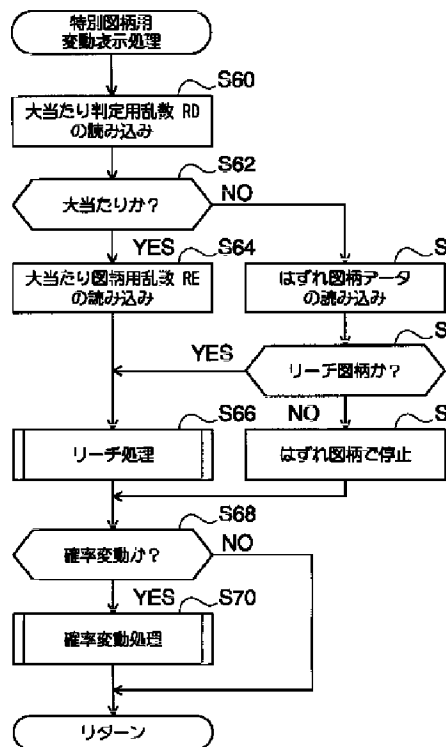 特別図柄用
変動表示処理
S60
大当たり判定用乱数 RD
の読み込み
S62
大当たりか？
NO
YES
S64
S
大当たり図柄用乱数 RE
の読み込み
はずれ図柄データ
の読み込み
S
YES
リーチ図柄か？
NO
S66
S
リーチ処理
はずれ図柄で停止
S68
確率変動か？
NO
YES
S70
確率変動処理
リターン